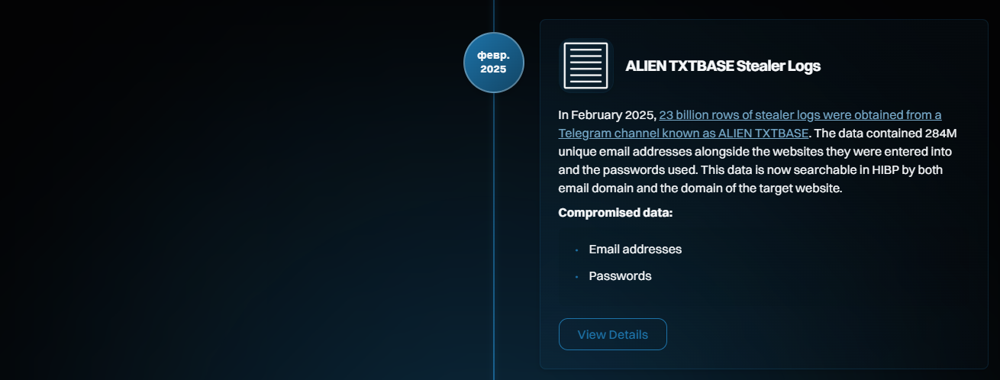 февр.
2025
ALIEN TXTBASE Stealer Logs
In February 2025, 23 billion rows of stealer logs were obtained from a
Telegram channel known as ALIEN TXTBASE. The data contained 284M
unique email addresses alongside the websites they were entered into
and the passwords used. This data is now searchable in HIBP by both
email domain and the domain of the target website.
Compromised data:
• Email addresses
• Passwords
View Details